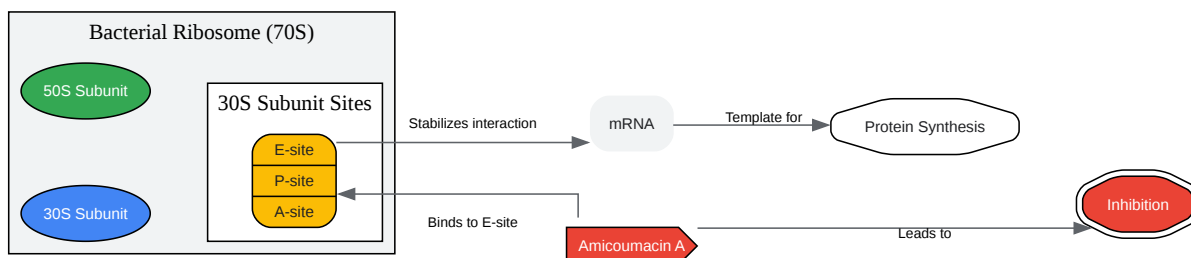 Bacterial Ribosome (70S)
50S Subunit
30S Subunit Sites
E-site
P-site
A-site
30S Subunit
Stabilizes interaction
mRNA
Template for
Protein Synthesis
Binds to E-site
Amicoumacin A
Leads to
Inhibition